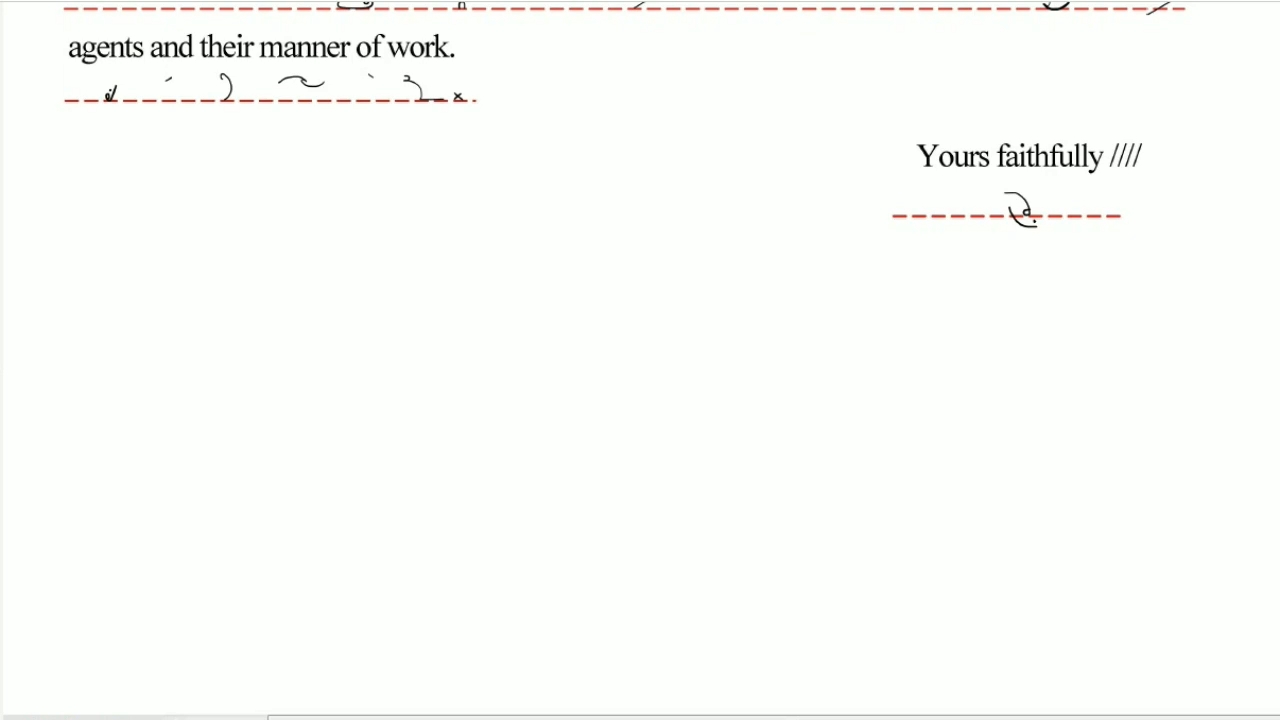 agents and their manner of work.
Yours faithfully ////